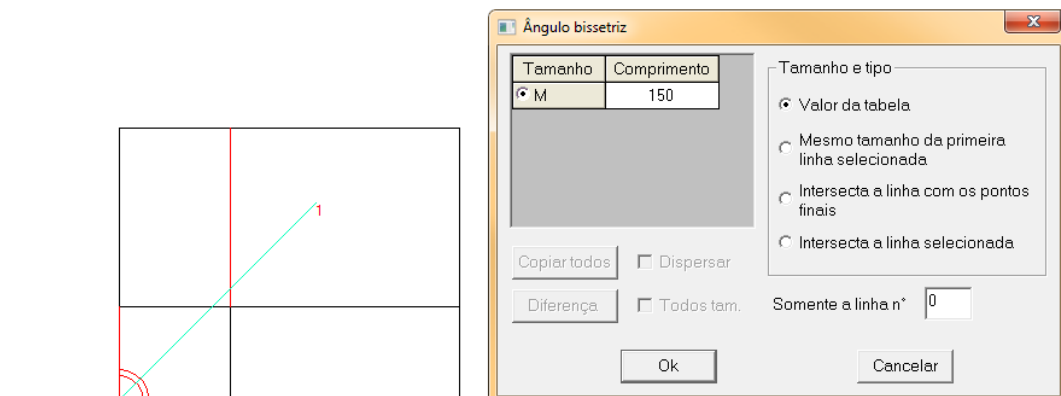 Ângulo bissetriz
Tamanho Comprimento
M 150
Tamanho e tipo
Valor da tabela
Mesmo tamanho da primeira
linha selecionada
Intersecta a linha com os pontos
finais
Intersecta a linha selecionada
Copiar todos Dispersar
Diferença Todos tam.
Somente a linha n° 0
Ok Cancelar
1